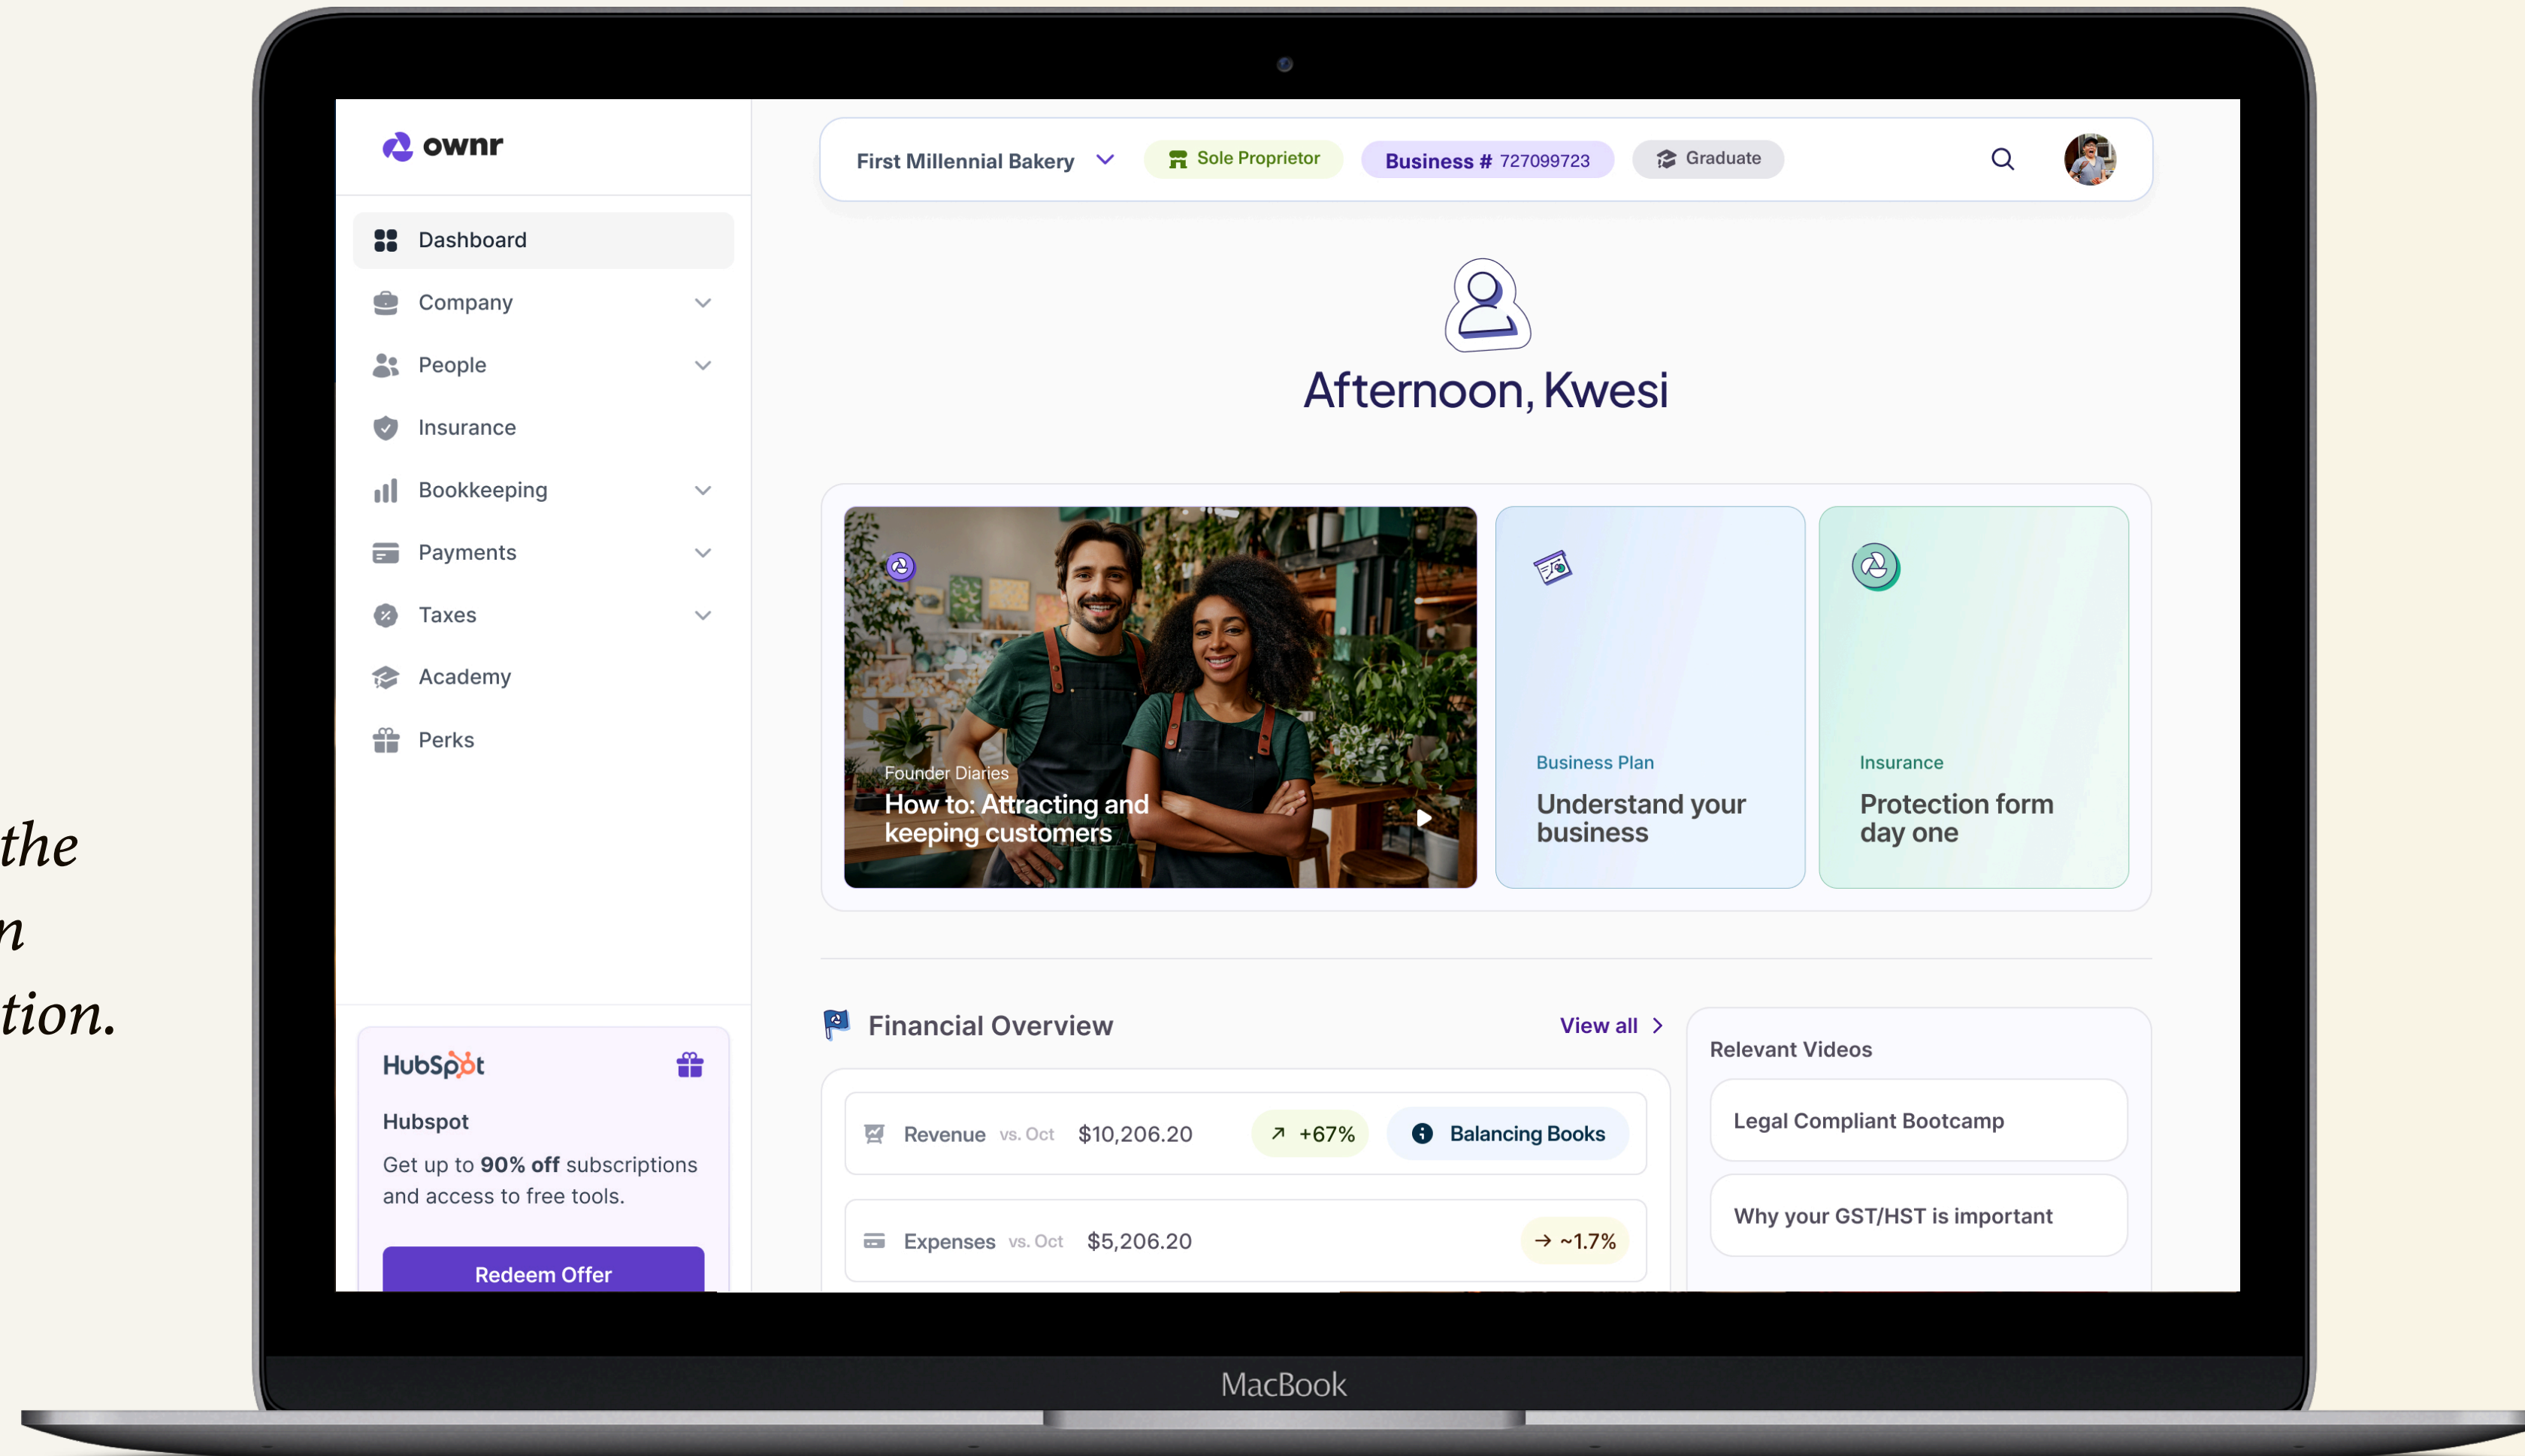 the
n
tion.
ownr
Dashboard
Company
People
Insurance
Bookkeeping
Payments
Taxes
Academy
Perks
HubSpot
Hubspot
Get up to 90% off subscriptions
and access to free tools.
Redeem Offer
First Millennial Bakery
Sole Proprietor
Business # 727099723
Graduate
Afternoon, Kwesi
Founder Diaries
How to: Attracting and
keeping customers
Business Plan
Understand your
business
Insurance
Protection form
day one
Financial Overview
View all
Revenue vs. Oct $10,206.20 +67% Balancing Books
Expenses vs. Oct $5,206.20 ~1.7%
Relevant Videos
Legal Compliant Bootcamp
Why your GST/HST is important
MacBook